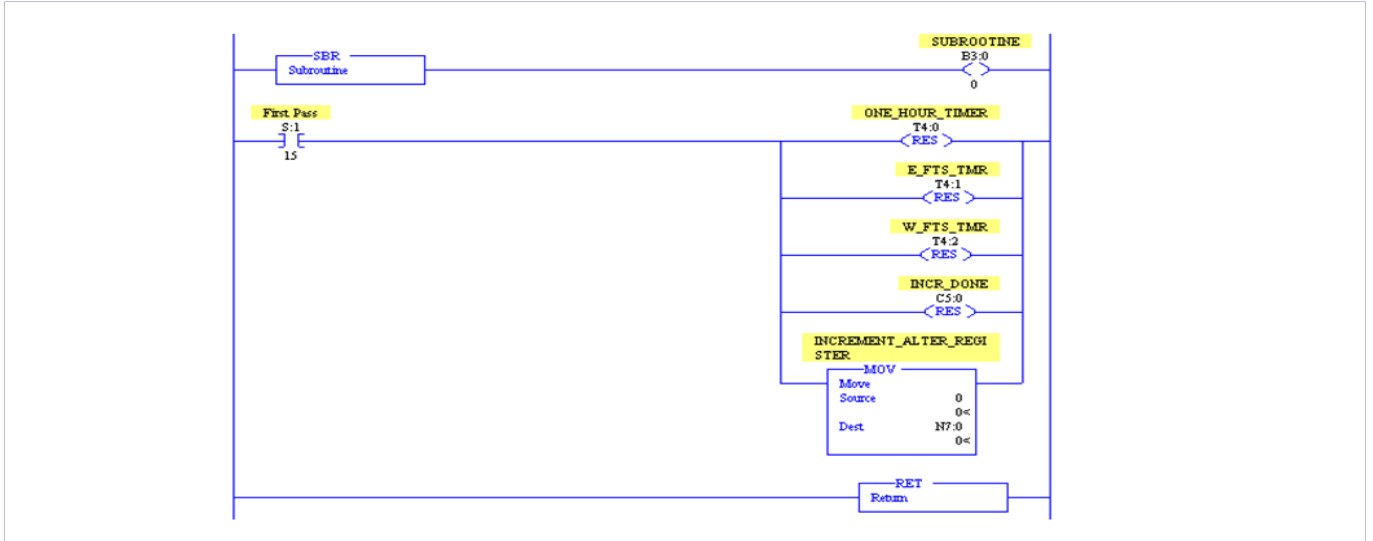 SUBROOTINE
SBR
B3:0
Subroutine
0
First Pass
ONE_HOUR_TIMER
S:1
T4:0
RES
15
E_FTS_TMR
T4:1
RES
W_FTS_TMR
T4:2
RES
INCR_DONE
C5:0
RES
INCREMENT_ALTER_REGI
STER
MOV
Move
Source 0
0<
Dest N7:0
0<
RET
Return